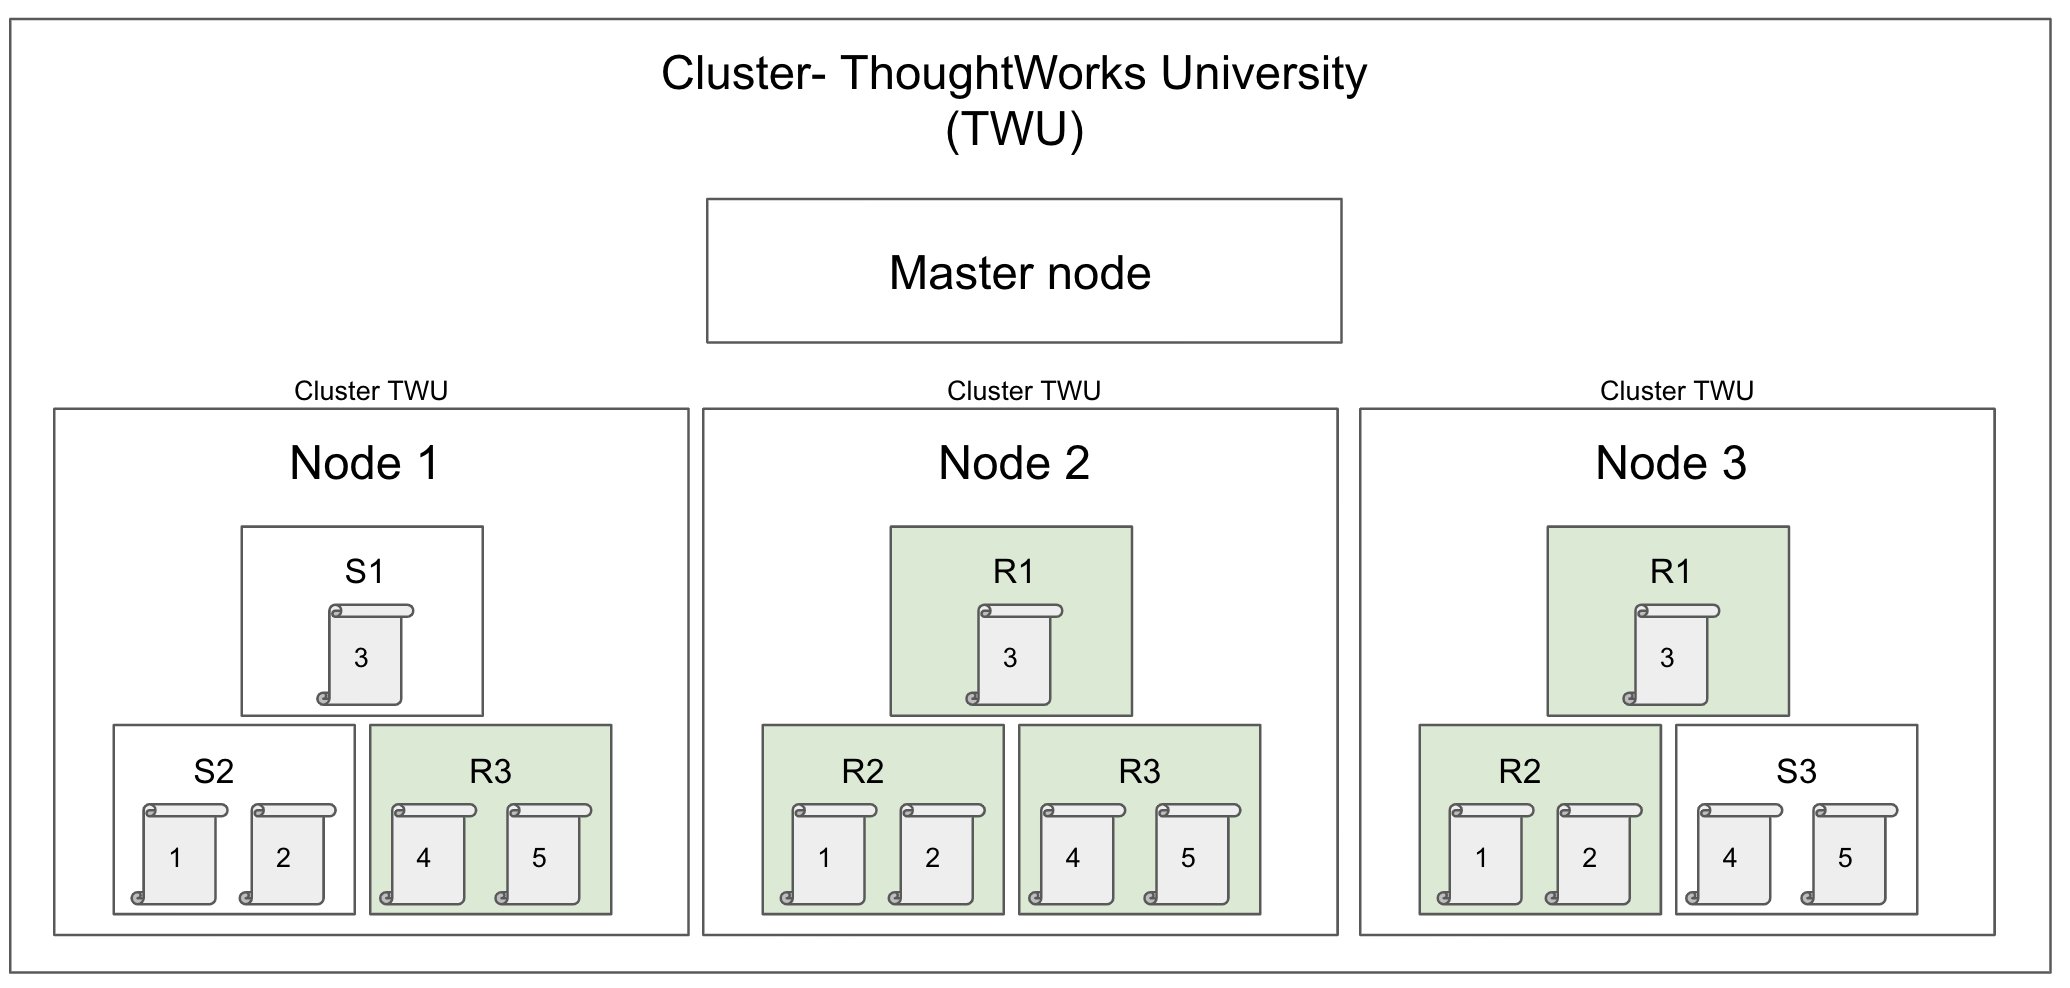 Cluster- ThoughtWorks University
(TWU)
Master node
Cluster TWU
Node 1
S1
3
S2
1
2
R3
4
5
Cluster TWU
Node 2
R1
3
R2
1
2
R3
4
5
Cluster TWU
Node 3
R1
3
R2
1
2
S3
4
5